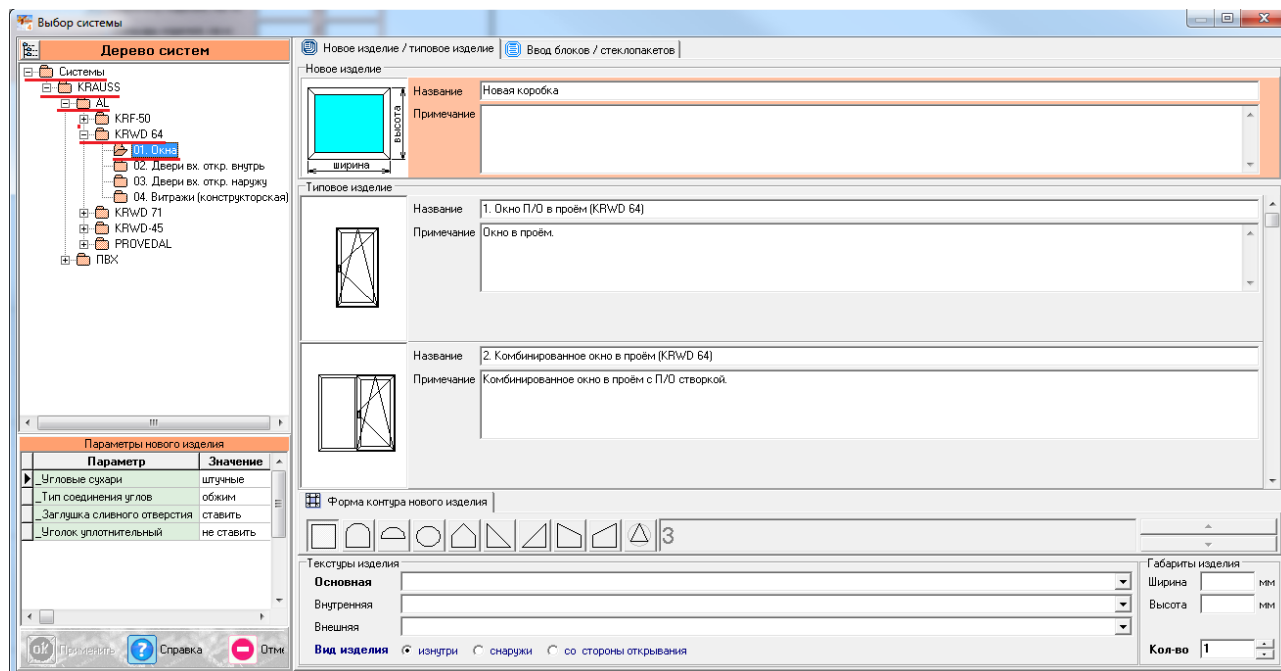 Выбор системы
Дерево систем
Системы
KRAUSS
AL
KRF-50
KRWD 64
01. Окна
02. Двери вх. откр. внутрь
03. Двери вх. откр. наружу
04. Витражи (конструкторская)
KRWD 71
KRWD-45
PROVEDAL
ПВХ
Параметры нового изделия
Параметр Значение
_Угловые сухари штучные
_Тип соединения углов обжим
_Заглушка сливного отверстия ставить
_Уголок уплотнительный не ставить
ok Применить ? Справка Отме
Новое изделие / типовое изделие Ввод блоков / стеклопакетов
Новое изделие
высота
ширина
Название Новая коробка
Примечание
Типовое изделие
Название 1. Окно П/О в проём (KRWD 64)
Примечание Окно в проём.
Название 2. Комбинированное окно в проём (KRWD 64)
Примечание Комбинированное окно в проём с П/О створкой.
Форма контура нового изделия
3
Текстуры изделия
Основная
Внутренняя
Внешняя
Вид изделия изнутри снаружи со стороны открывания
Габариты изделия
Ширина мм
Высота мм
Кол-во 1